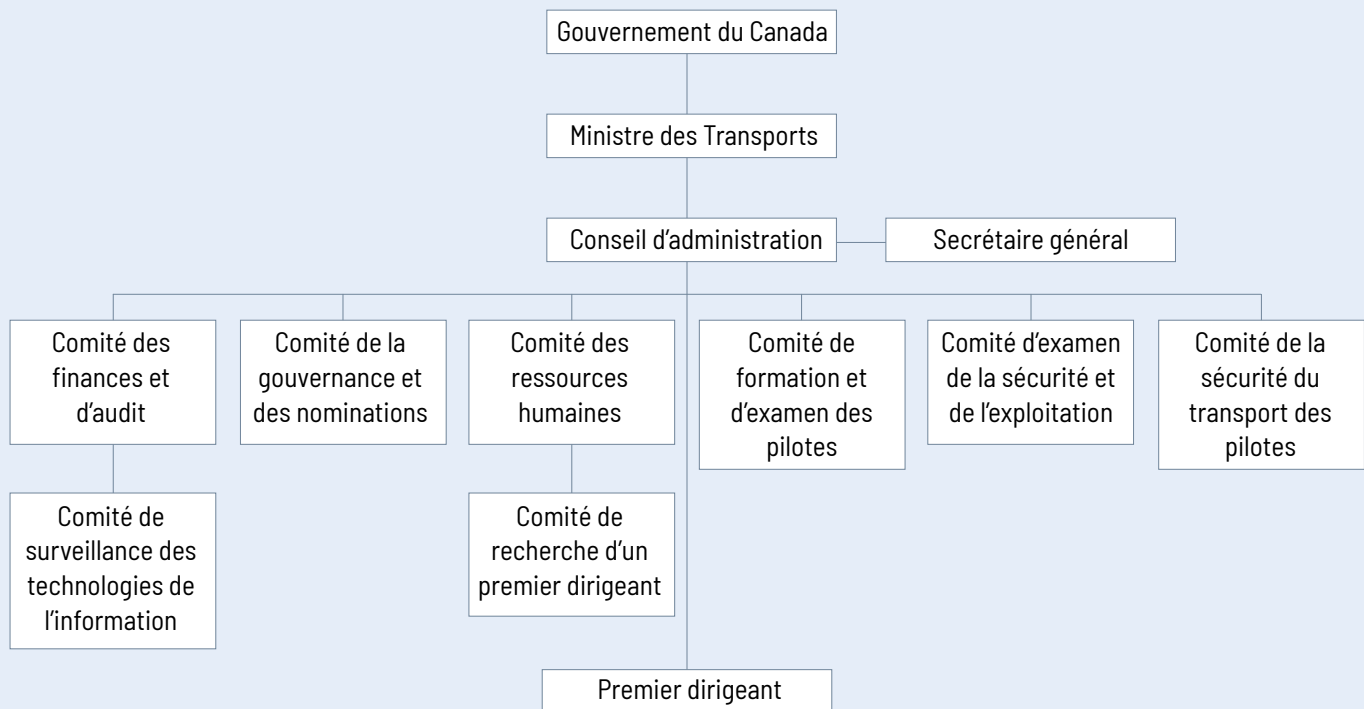 Gouvernement du Canada
Ministre des Transports
Conseil d'administration
Secrétaire général
Comité des
finances et
d'audit
Comité de la
gouvernance et
des nominations
Comité des
ressources
humaines
Comité de
formation et
d'examen des
pilotes
Comité d'examen
de la sécurité et
de l'exploitation
Comité de la
sécurité du
transport des
pilotes
Comité de
surveillance des
technologies de
l'information
Comité de
recherche d'un
premier dirigeant
Premier dirigeant